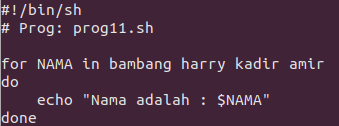 #!/bin/sh
# Prog: prog11.sh

for NAMA in bambang harry kadir amir
do
    echo "Nama adalah : $NAMA"
done